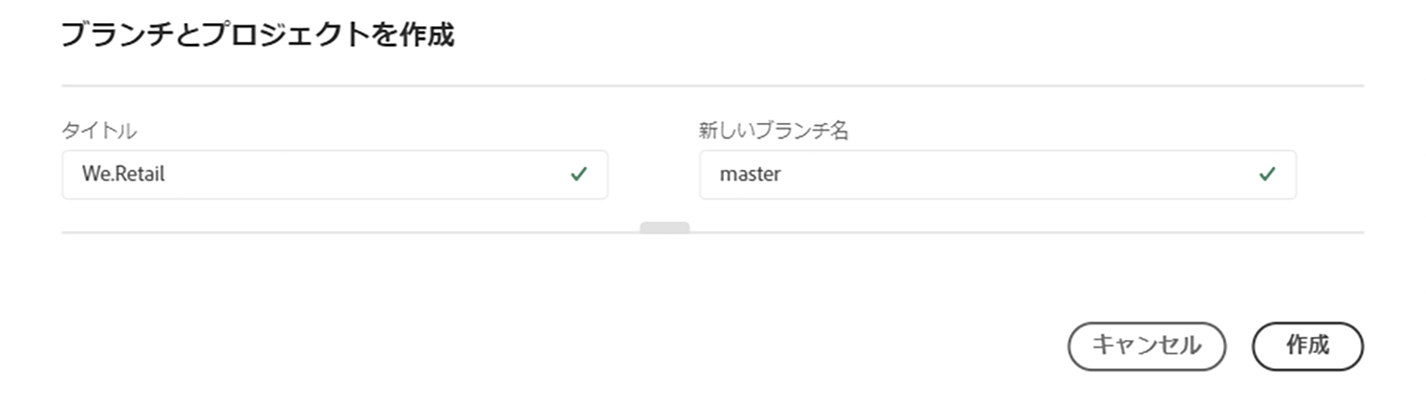 ブランチとプロジェクトを作成
タイトル
新しいブランチ名
We.Retail
master
キャンセル
作成